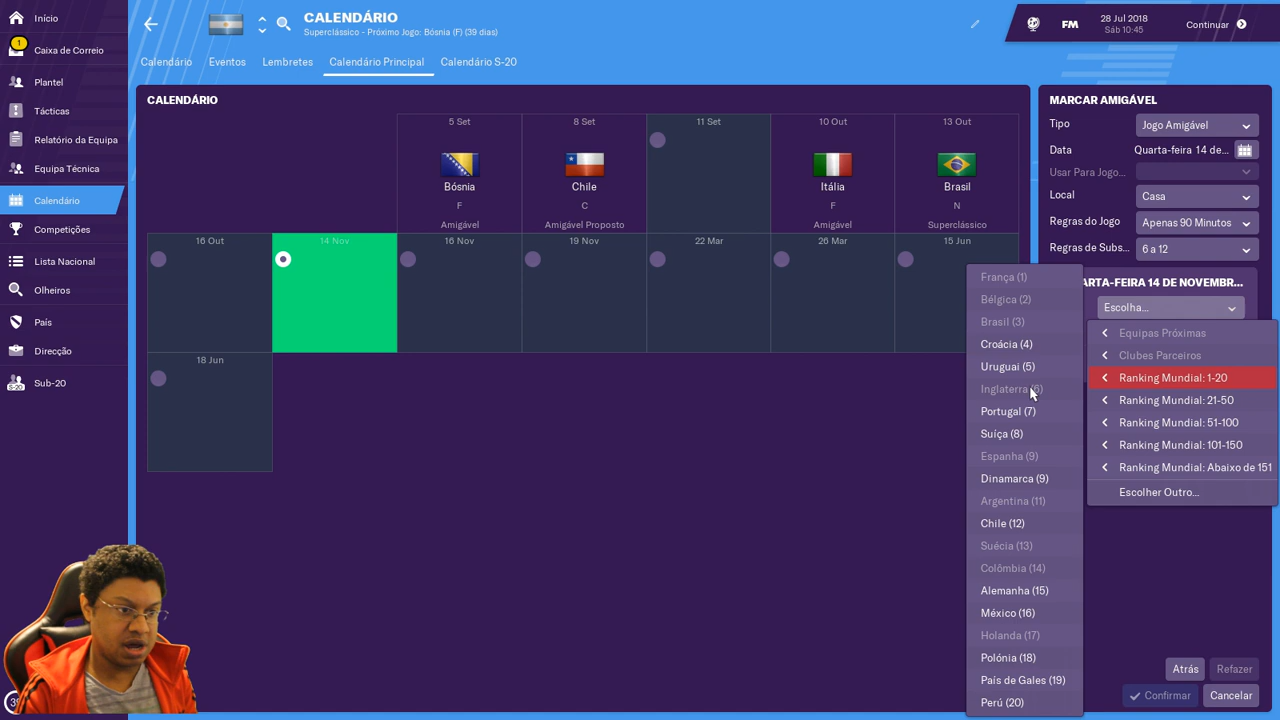 Início
1
Caixa de Correio
Plantel
Tácticas
Relatório da Equipa
Equipa Técnica
Calendário
Competições
Lista Nacional
Olheiros
País
Direcção
Sub-20
CALENDÁRIO
Superclássico - Próximo Jogo: Bósnia (F) (39 dias)
FM
28 Jul 2018
Sáb 10:45
Continuar
Calendário
Eventos
Lembretes
Calendário Principal
Calendário S-20
CALENDÁRIO
5 Set
8 Set
11 Set
10 Out
13 Out
Bósnia
Chile
Itália
Brasil
F
C
F
N
Amigável
Amigável Proposto
Amigável
Superclássico
16 Out
14 Nov
16 Nov
19 Nov
22 Mar
26 Mar
15 Jun
18 Jun
MARCAR AMIGÁVEL
Tipo
Jogo Amigável
Data
Quarta-feira 14 de...
Usar Para Jogo...
Local
Casa
Regras do Jogo
Apenas 90 Minutos
Regras de Subs...
6 a 12
ARTA-FEIRA 14 DE NOVEMBR...
Escolha...
Equipas Próximas
Clubes Parceiros
Ranking Mundial: 1-20
Ranking Mundial: 21-50
Ranking Mundial: 51-100
Ranking Mundial: 101-150
Ranking Mundial: Abaixo de 151
Escolher Outro...
França (1)
Bélgica (2)
Brasil (3)
Croácia (4)
Uruguai (5)
Inglaterra (6)
Portugal (7)
Suíça (8)
Espanha (9)
Dinamarca (9)
Argentina (11)
Chile (12)
Suécia (13)
Colômbia (14)
Alemanha (15)
México (16)
Holanda (17)
Polónia (18)
País de Gales (19)
Perú (20)
Atrás
Refazer
Confirmar
Cancelar